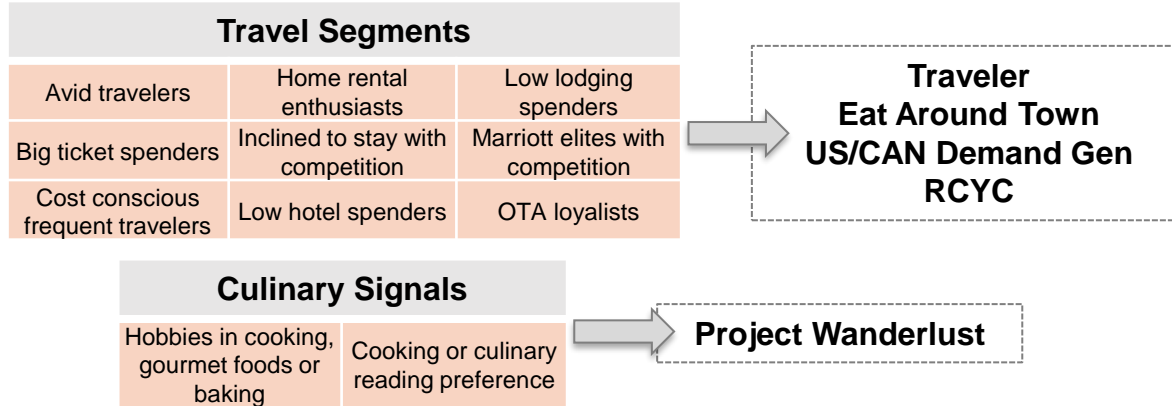 Travel Segments
Avid travelers
Home rental
enthusiasts
Low lodging
spenders
Big ticket spenders
Inclined to stay with
competition
Marriott elites with
competition
Cost conscious
frequent travelers
Low hotel spenders
OTA loyalists
Traveler
Eat Around Town
US/CAN Demand Gen
RCYC
Culinary Signals
Hobbies in cooking,
gourmet foods or
baking
Cooking or culinary
reading preference
Project Wanderlust